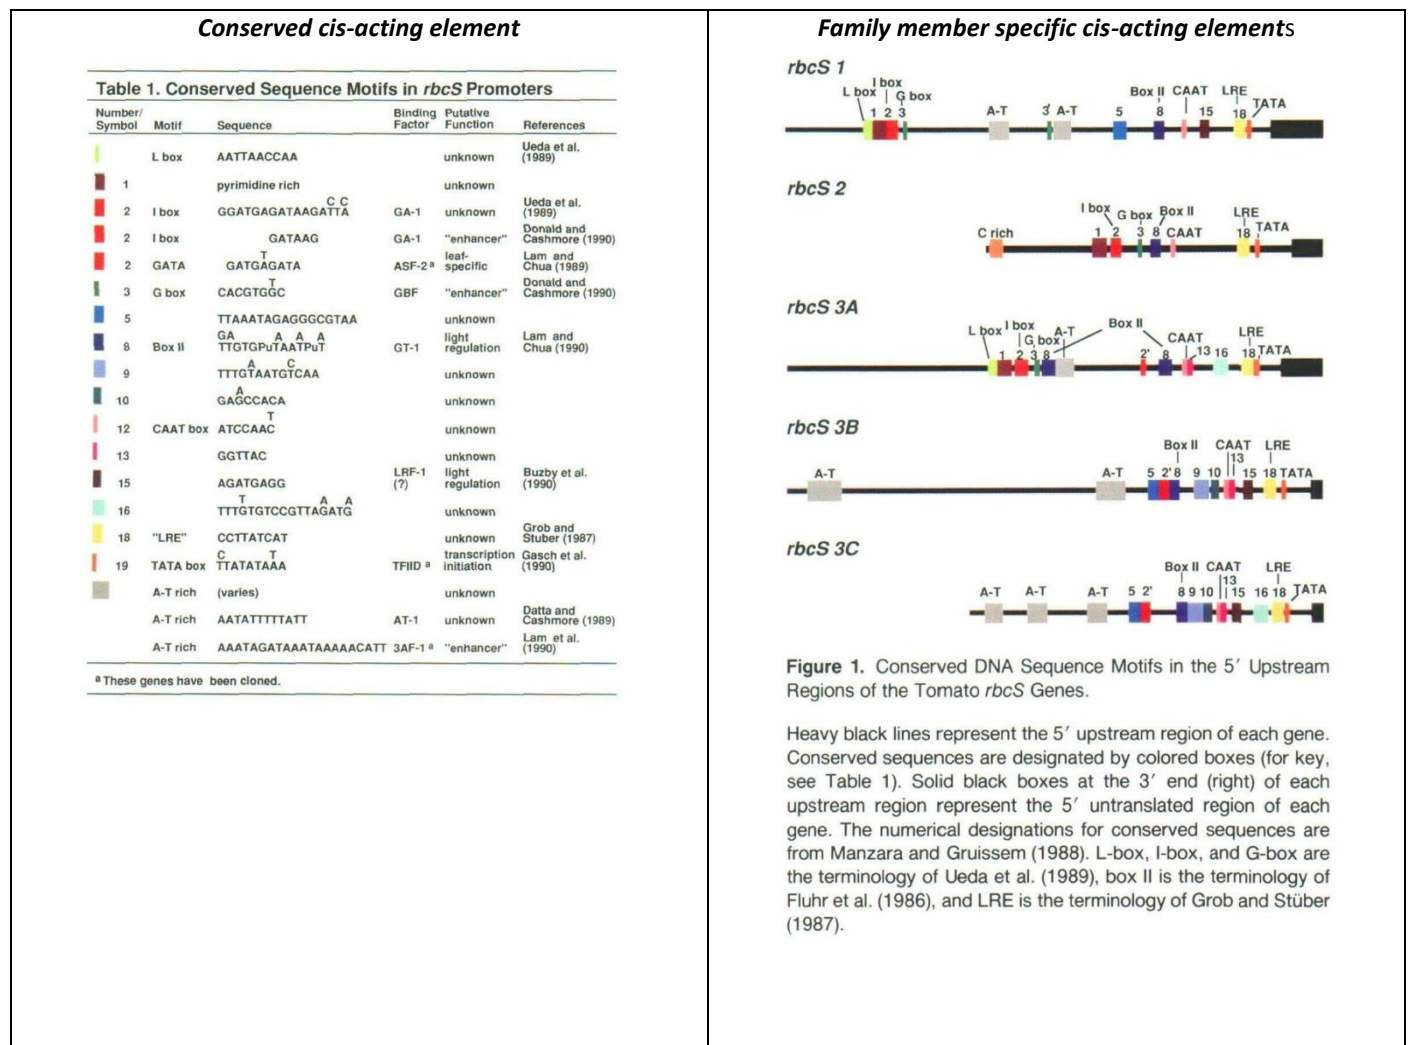 Conserved cis-acting element
Table 1. Conserved Sequence Motifs in rbcS Promoters
Number/ Symbol Motif Sequence Binding Factor Putative Function References
L box AATTAACCAA unknown Ueda et al. (1989)
1 pyrimidine rich unknown
C C
2 I box GGATGAGATAAGATTA GA-1 unknown Ueda et al. (1989)
2 I box GATAAG GA-1 "enhancer" Donald and Cashmore (1990)
T
2 GATA GATGAGATA ASF-2 a leaf-specific Lam and Chua (1989)
T
3 G box CACGTGGC GBF "enhancer" Donald and Cashmore (1990)
5 TTAAATAGAGGGCGTAA unknown
GA A A A
8 Box II TTGTGPuTAATPuT GT-1 light regulation Lam and Chua (1990)
A C
9 TTTGTAATGTCAA unknown
A
10 GAGCCACA unknown
T
12 CAAT box ATCCAAC unknown
13 GGTTAC unknown
15 AGATGAGG LRF-1 (?) light regulation Buzby et al. (1990)
T A A
16 TTTGTGTCCGTTAGATG unknown
18 "LRE" CCTTATCAT unknown Grob and Stuber (1987)
C T
19 TATA box TTATATAAA TFIID a transcription initiation Gasch et al. (1990)
A-T rich (varies) unknown
A-T rich AATATTTTTATT AT-1 unknown Datta and Cashmore (1989)
A-T rich AAATAGATAAATAAAAACATT 3AF-1 a "enhancer" Lam et al. (1990)
a These genes have been cloned.
Family member specific cis-acting elements
rbcS 1
I box
L box G box Box II CAAT LRE TATA
1 2 3 A-T 3' A-T 5 8 15 18
rbcS 2
I box G box Box II LRE
C rich 1 2 3 8 CAAT 18 TATA
rbcS 3A
L box I box G box A-T Box II CAAT LRE
1 2 3 8 2' 8 13 16 18 TATA
rbcS 3B
Box II CAAT LRE
13
A-T A-T 5 2' 8 9 10 15 18 TATA
rbcS 3C
Box II CAAT LRE
13
A-T A-T A-T 5 2' 8 9 10 15 16 18 TATA
Figure 1. Conserved DNA Sequence Motifs in the 5′ Upstream
Regions of the Tomato rbcS Genes.
Heavy black lines represent the 5′ upstream region of each gene.
Conserved sequences are designated by colored boxes (for key,
see Table 1). Solid black boxes at the 3′ end (right) of each
upstream region represent the 5′ untranslated region of each
gene. The numerical designations for conserved sequences are
from Manzara and Gruissem (1988). L-box, I-box, and G-box are
the terminology of Ueda et al. (1989), box II is the terminology of
Fluhr et al. (1986), and LRE is the terminology of Grob and Stüber
(1987).